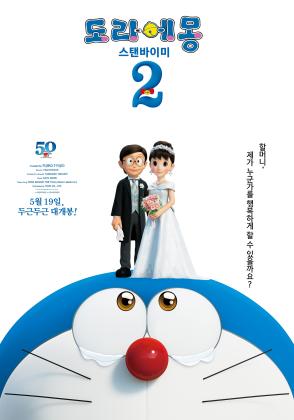 도라에몽
스탠바이미
2
50
5월 19일,
두근두근 대개봉!
할머니,
제가 누군가를 행복하게 할 수 있을까요?